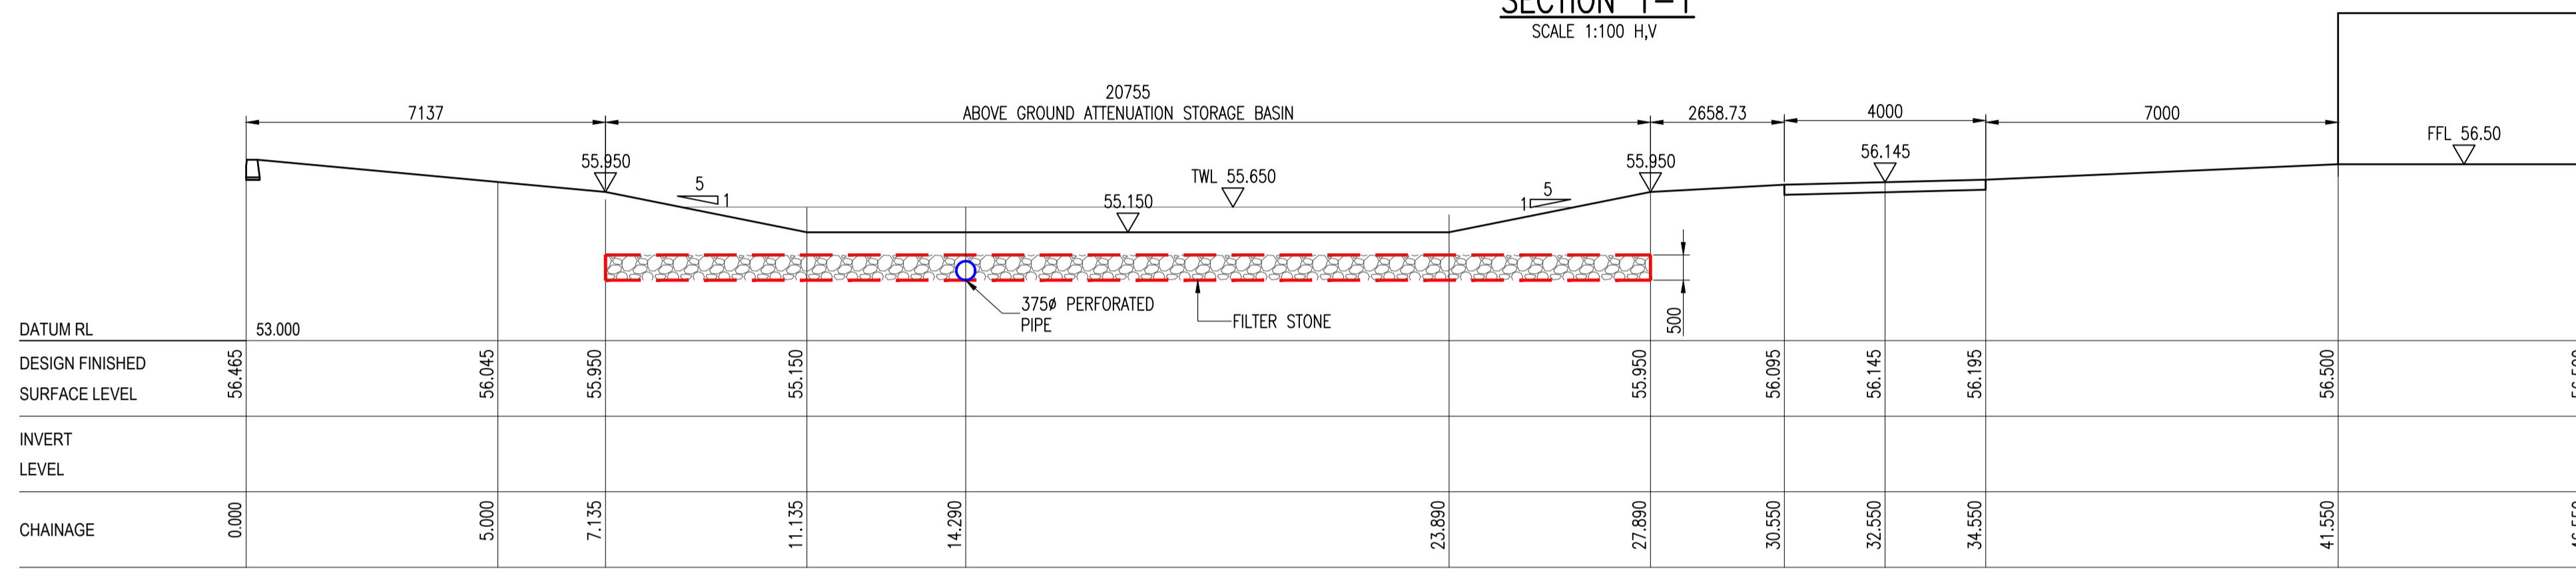 SECTION 1-1
SCALE 1:100 H,V
20755
7137
ABOVE GROUND ATTENUATION STORAGE BASIN
2658.73
4000
7000
FFL 56.50
55.950
55.950
56.145
TWL 55.650
5
1
5
1
55.150
375ø PERFORATED
PIPE
FILTER STONE
500
DATUM RL
53.000
DESIGN FINISHED
SURFACE LEVEL
56.465
56.045
55.950
55.150
55.950
56.095
56.145
56.195
56.500
INVERT
LEVEL
CHAINAGE
0.000
5.000
7.135
11.135
14.290
23.890
27.890
30.550
32.550
34.550
41.550